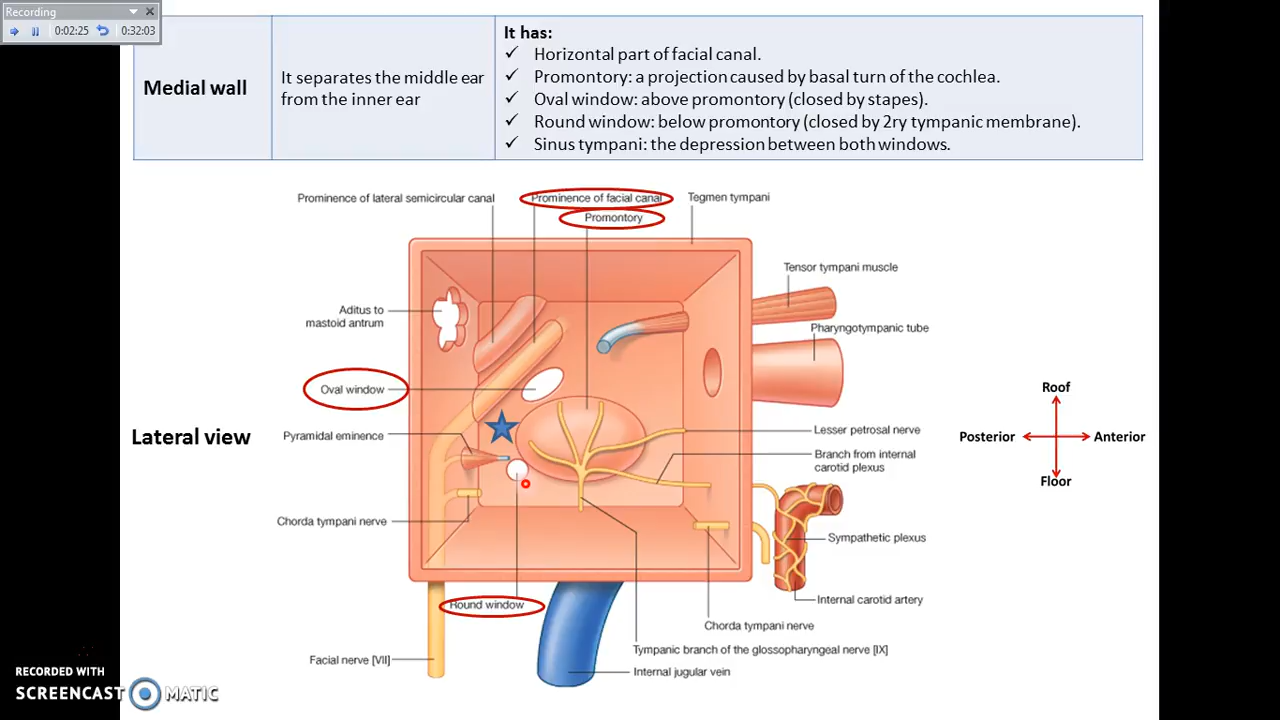 Recording
0:02:25
0:32:03
Medial wall
It separates the middle ear
from the inner ear
It has:
✓ Horizontal part of facial canal.
✓ Promontory: a projection caused by basal turn of the cochlea.
✓ Oval window: above promontory (closed by stapes).
✓ Round window: below promontory (closed by 2ry tympanic membrane).
✓ Sinus tympani: the depression between both windows.
Prominence of lateral semicircular canal
Prominence of facial canal
Tegmen tympani
Promontory
Tensor tympani muscle
Aditus to
mastoid antrum
Pharyngotympanic tube
Oval window
Roof
Lateral view
Pyramidal eminence
Lesser petrosal nerve
Posterior
Anterior
Branch from internal
carotid plexus
Floor
Chorda tympani nerve
Sympathetic plexus
Round window
Internal carotid artery
Chorda tympani nerve
Tympanic branch of the glossopharyngeal nerve [IX]
Facial nerve [VII]
Internal jugular vein
RECORDED WITH
SCREENCAST MATIC